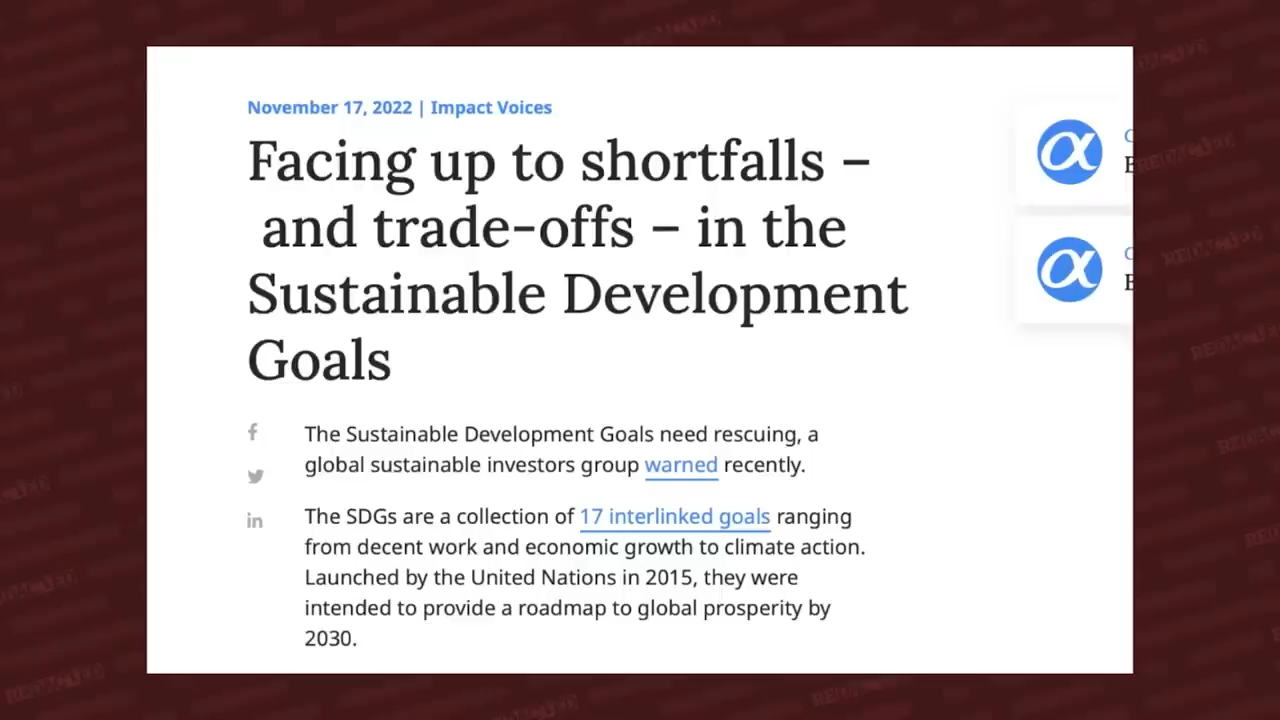 November 17, 2022 | Impact Voices
Facing up to shortfalls –
and trade-offs – in the
Sustainable Development
Goals
The Sustainable Development Goals need rescuing, a
global sustainable investors group warned recently.
The SDGs are a collection of 17 interlinked goals ranging
from decent work and economic growth to climate action.
Launched by the United Nations in 2015, they were
intended to provide a roadmap to global prosperity by
2030.